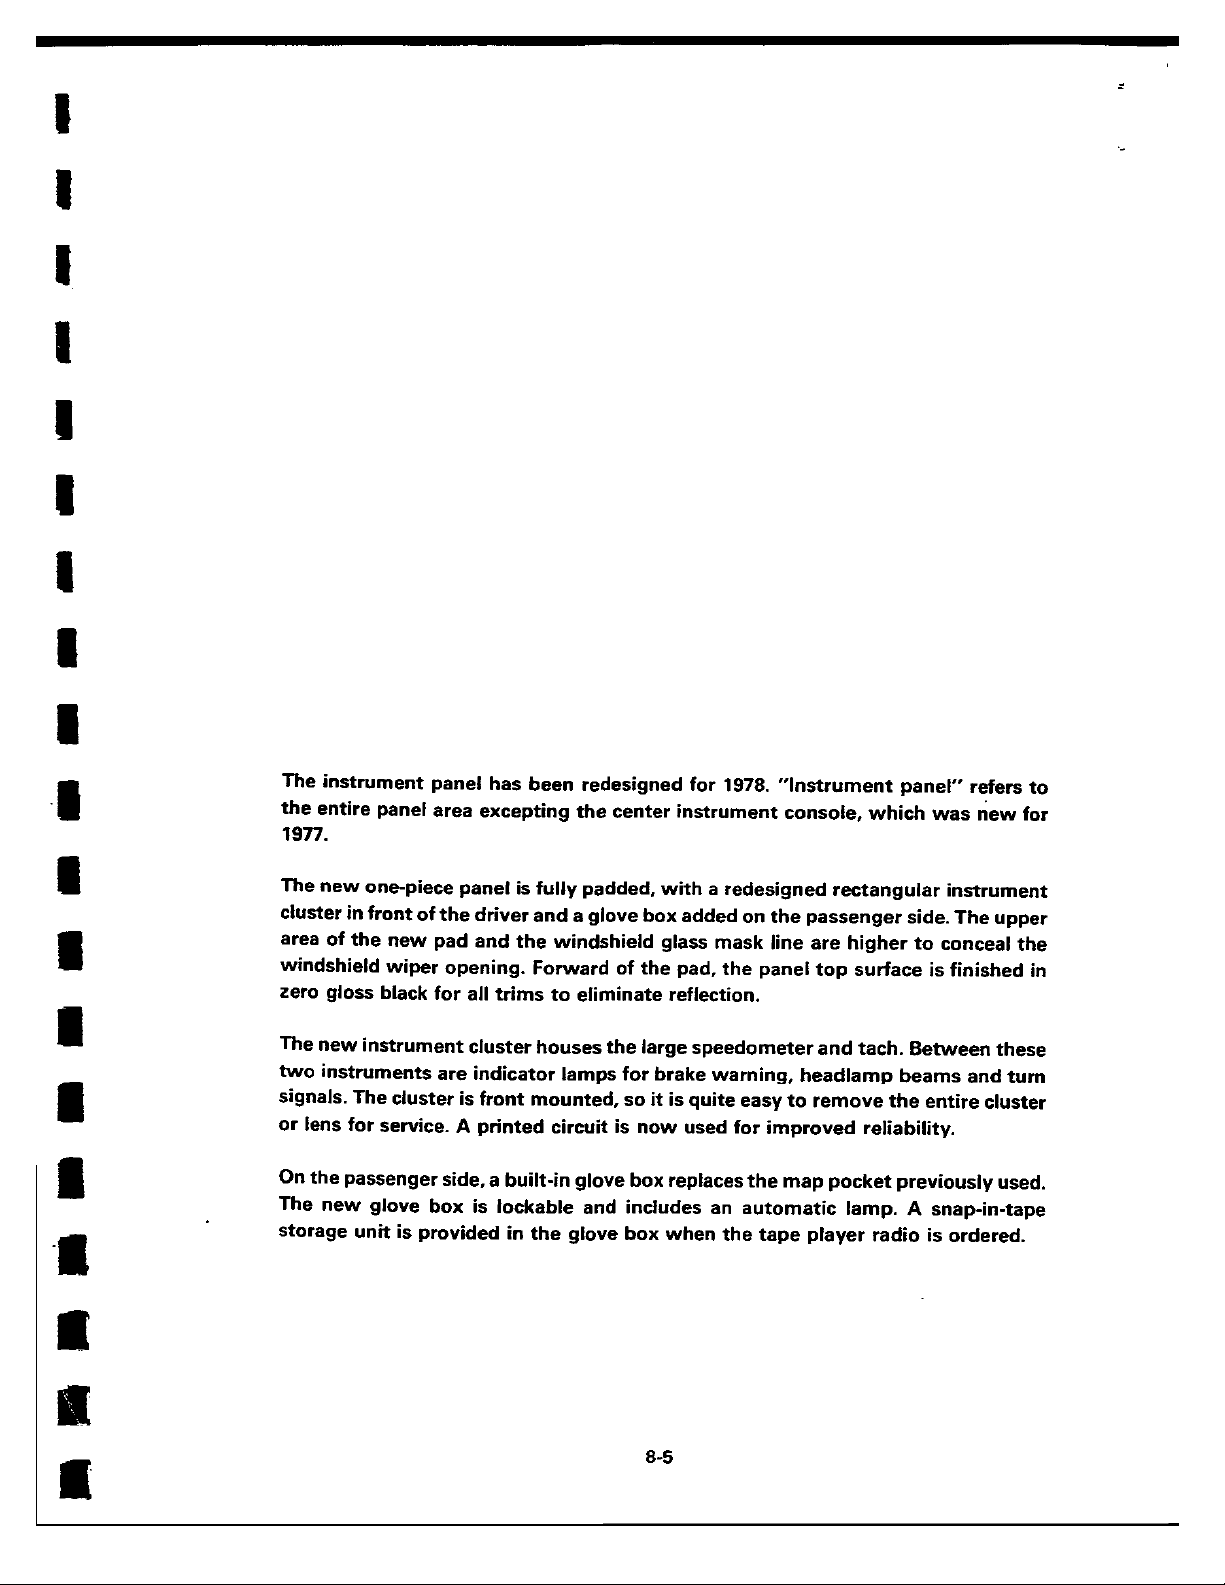 The instrument panel has been redesigned for 1978. "Instrument panel" refers to
the entire panel area excepting the center instrument console, which was new for
1977.
The new one-piece panel is fully padded, with a redesigned rectangular instrument
cluster in front of the driver and a glove box added on the passenger side. The upper
area of the new pad and the windshield glass mask line are higher to conceal the
windshield wiper opening. Forward of the pad, the panel top surface is finished in
zero gloss black for all trims to eliminate reflection.
The new instrument cluster houses the large speedometer and tach. Between these
two instruments are indicator lamps for brake warning, headlamp beams and turn
signals. The cluster is front mounted, so it is quite easy to remove the entire cluster
or lens for service. A printed circuit is now used for improved reliability.
On the passenger side, a built-in glove box replaces the map pocket previously used.
The new glove box is lockable and includes an automatic lamp. A snap-in-tape
storage unit is provided in the glove box when the tape player radio is ordered.
8-5